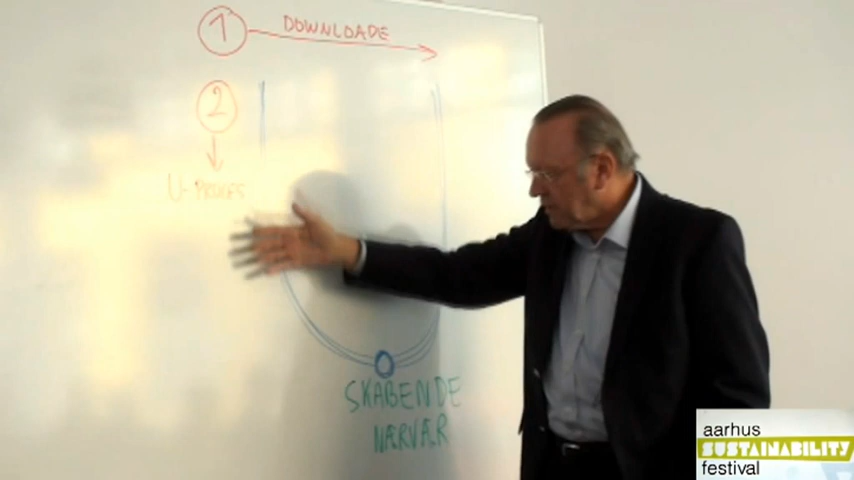 1 DOWNLOADE
2
U-PROCES
SKABENDE
NÆRVÆR
aarhus
SUSTAINABILITY
festival